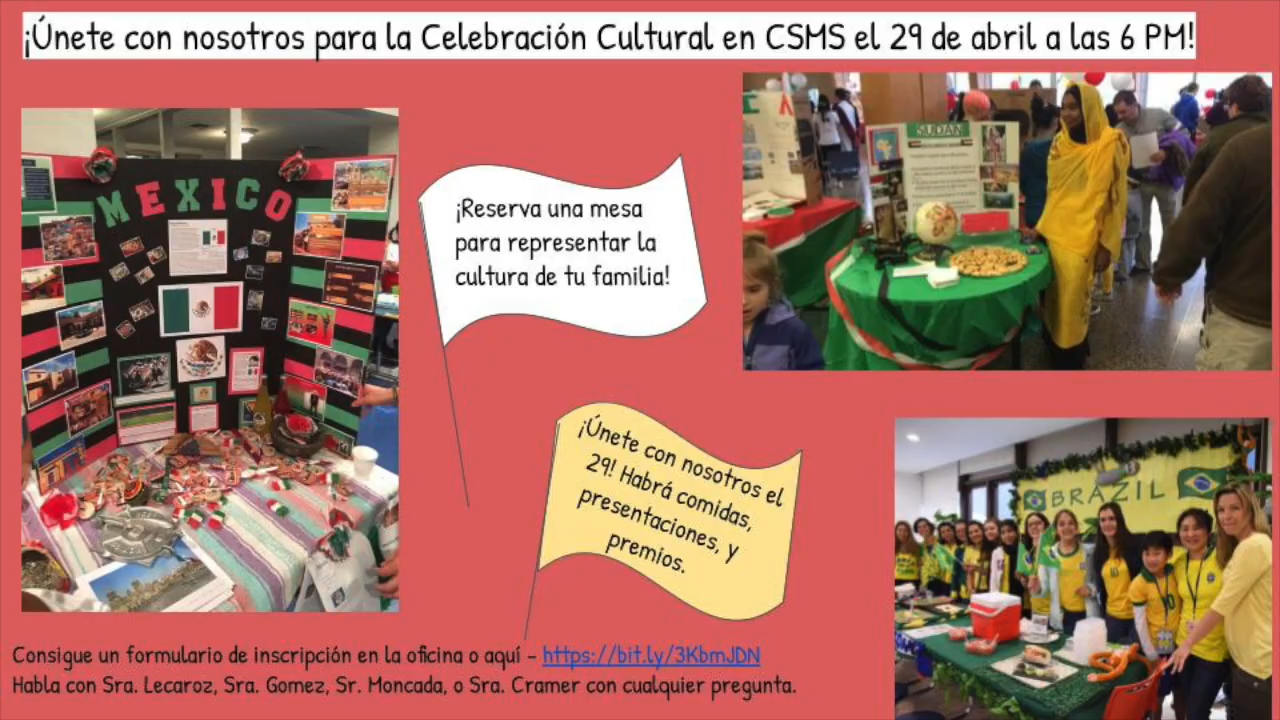 ¡Únete con nosotros para la Celebración Cultural en CSMS el 29 de abril a las 6 PM!
MEXICO
¡Reserva una mesa
para representar la
cultura de tu familia!
SUDAN
¡Únete con nosotros el
29! Habrá comidas,
presentaciones, y
premios.
BRAZIL
Consigue un formulario de inscripción en la oficina o aquí - https://bit.ly/3KbmJDN
Habla con Sra. Lecaroz, Sra. Gomez, Sr. Moncada, o Sra. Cramer con cualquier pregunta.